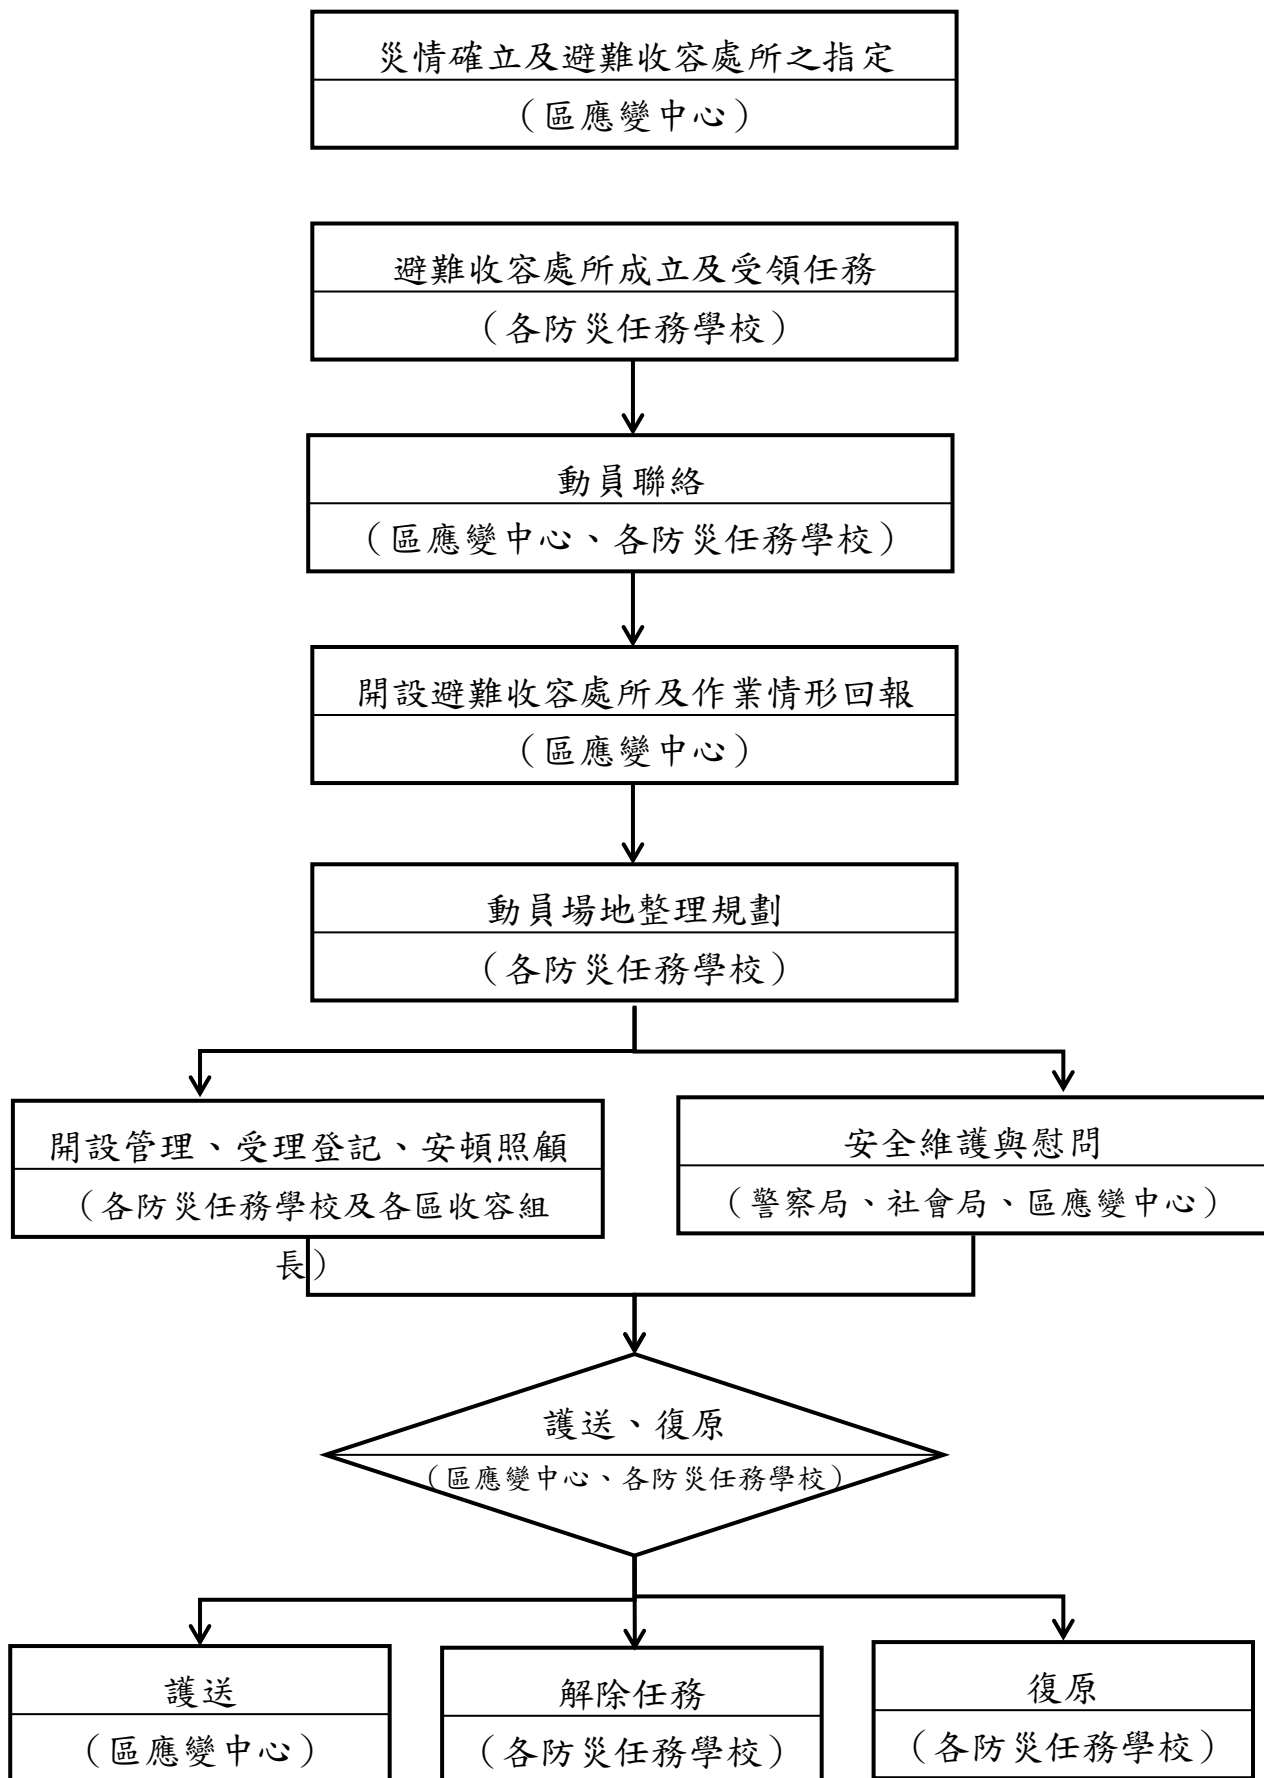 災情確立及避難收容處所之指定
（區應變中心）
避難收容處所成立及受領任務
（各防災任務學校）
動員聯絡
（區應變中心、各防災任務學校）
開設避難收容處所及作業情形回報
（區應變中心）
動員場地整理規劃
（各防災任務學校）
開設管理、受理登記、安頓照顧
（各防災任務學校及各區收容組
長）
安全維護與慰問
（警察局、社會局、區應變中心）
護送、復原
（區應變中心、各防災任務學校）
護送
（區應變中心）
解除任務
（各防災任務學校）
復原
（各防災任務學校）